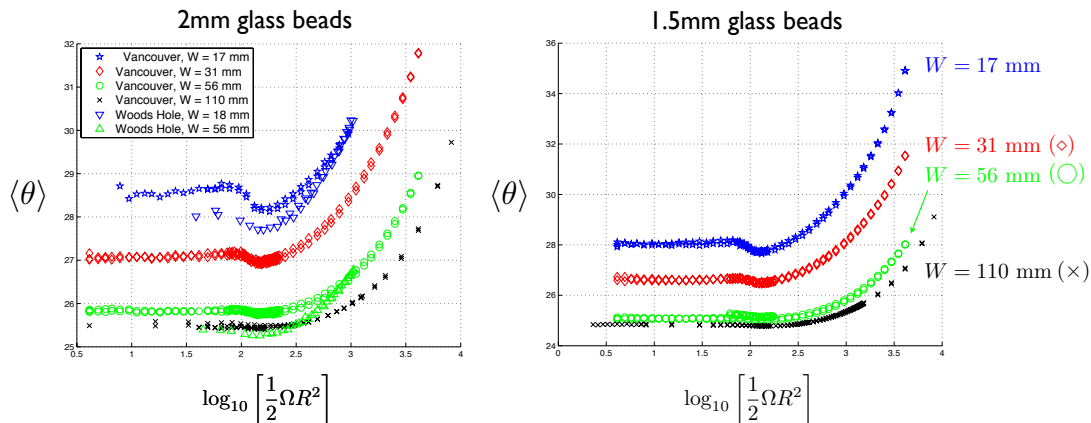 2mm glass beads
32
31
30
29
28
27
26
25
0.5
1
1.5
2
2.5
3
3.5
4
Vancouver, W = 17 mm
Vancouver, W = 31 mm
Vancouver, W = 56 mm
Vancouver, W = 110 mm
Woods Hole, W = 18 mm
Woods Hole, W = 56 mm
⟨θ⟩
log₁₀ [1/2 ΩR²]
1.5mm glass beads
36
34
32
30
28
26
24
0
0.5
1
1.5
2
2.5
3
3.5
4
W = 17 mm
W = 31 mm (◇)
W = 56 mm (○)
W = 110 mm (×)
⟨θ⟩
log₁₀ [1/2 ΩR²]